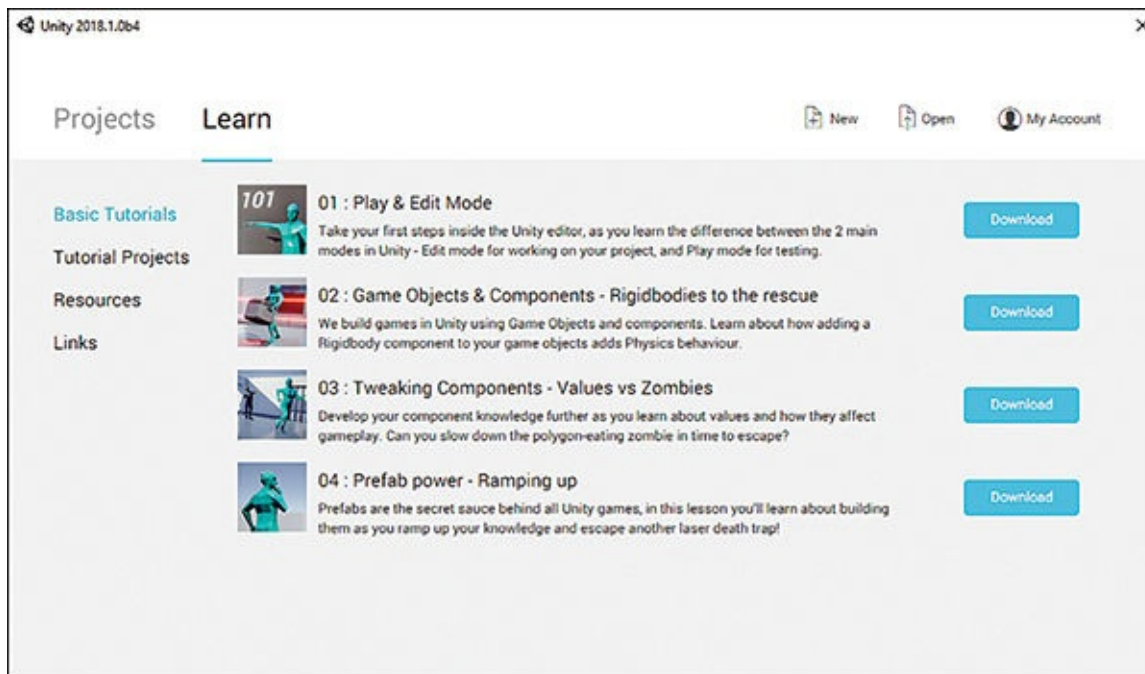 Unity 2018.1.0b4
Projects
Learn
New
Open
My Account
Basic Tutorials
Tutorial Projects
Resources
Links
101
01 : Play & Edit Mode
Take your first steps inside the Unity editor, as you learn the difference between the 2 main
modes in Unity - Edit mode for working on your project, and Play mode for testing.
Download
02 : Game Objects & Components - Rigidbodies to the rescue
We build games in Unity using Game Objects and components. Learn about how adding a
Rigidbody component to your game objects adds Physics behaviour.
Download
03 : Tweaking Components - Values vs Zombies
Develop your component knowledge further as you learn about values and how they affect
gameplay. Can you slow down the polygon-eating zombie in time to escape?
Download
04 : Prefab power - Ramping up
Prefabs are the secret sauce behind all Unity games, in this lesson you'll learn about building
them as you ramp up your knowledge and escape another laser death trap!
Download